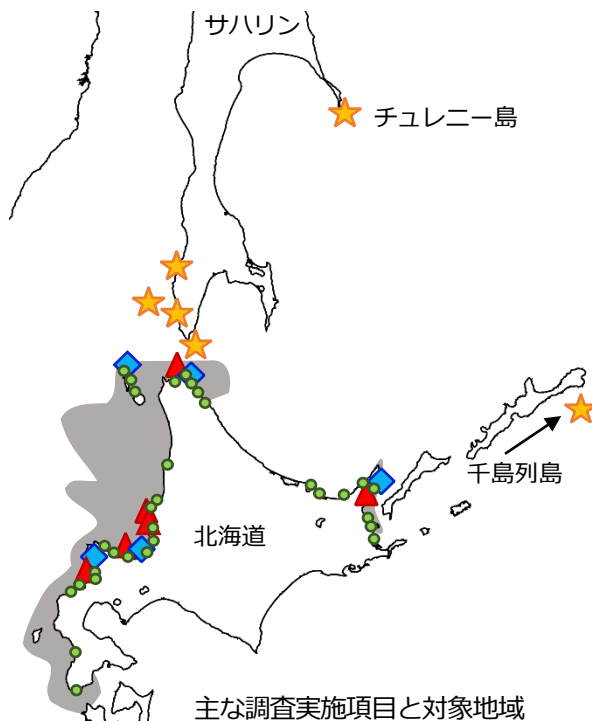 サハリン
チュレニー島
千島列島
北海道
主な調査実施項目と対象地域